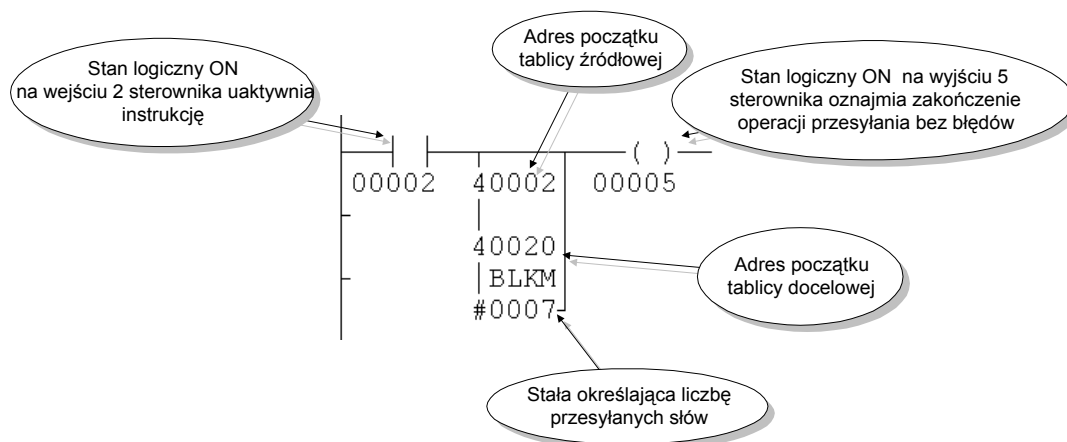 Stan logiczny ON
na wejściu 2 sterownika uaktywnia
instrukcję
Adres początku
tablicy źródłowej
Stan logiczny ON na wyjściu 5
sterownika oznajmia zakończenie
operacji przesyłania bez błędów
( )
00002 40002 00005
40020
BLKM
#0007
Adres początku
tablicy docelowej
Stała określająca liczbę
przesyłanych słów